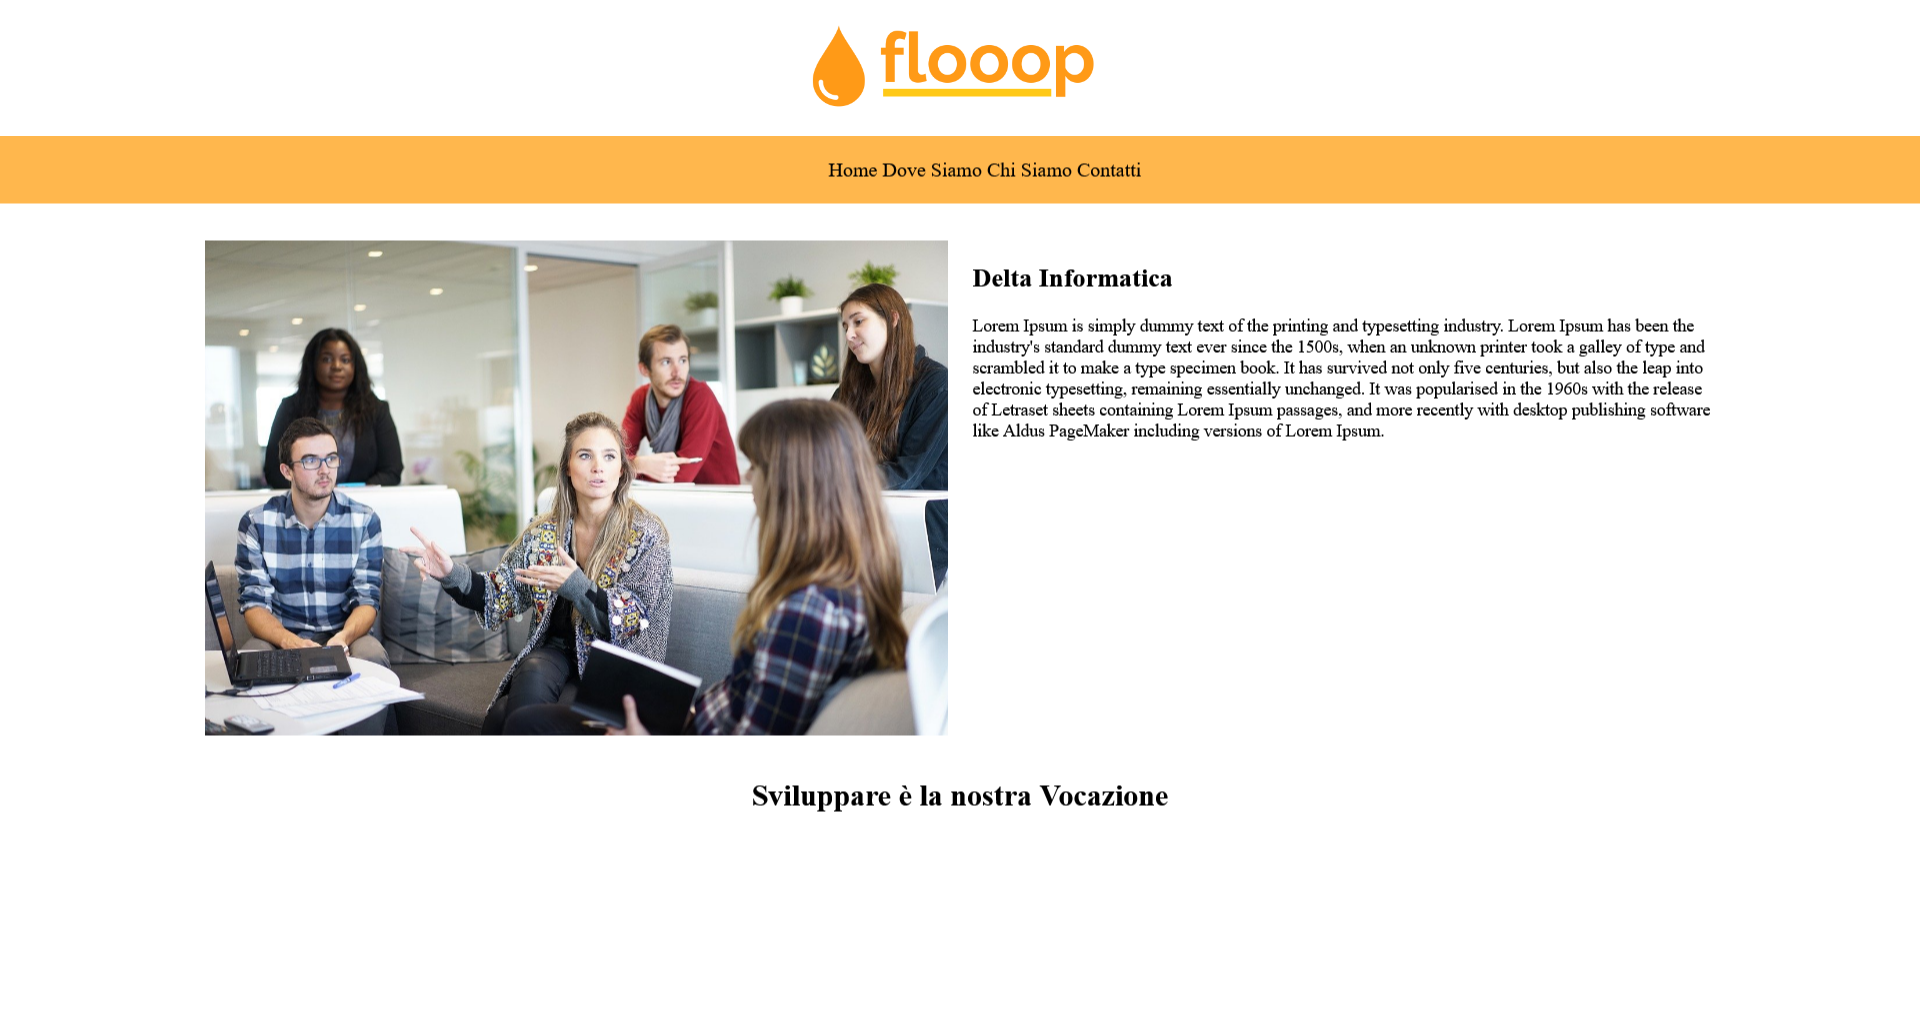 flooop
Home Dove Siamo Chi Siamo Contatti
Delta Informatica
Lorem Ipsum is simply dummy text of the printing and typesetting industry. Lorem Ipsum has been the
industry's standard dummy text ever since the 1500s, when an unknown printer took a galley of type and
scrambled it to make a type specimen book. It has survived not only five centuries, but also the leap into
electronic typesetting, remaining essentially unchanged. It was popularised in the 1960s with the release
of Letraset sheets containing Lorem Ipsum passages, and more recently with desktop publishing software
like Aldus PageMaker including versions of Lorem Ipsum.
Sviluppare è la nostra Vocazione